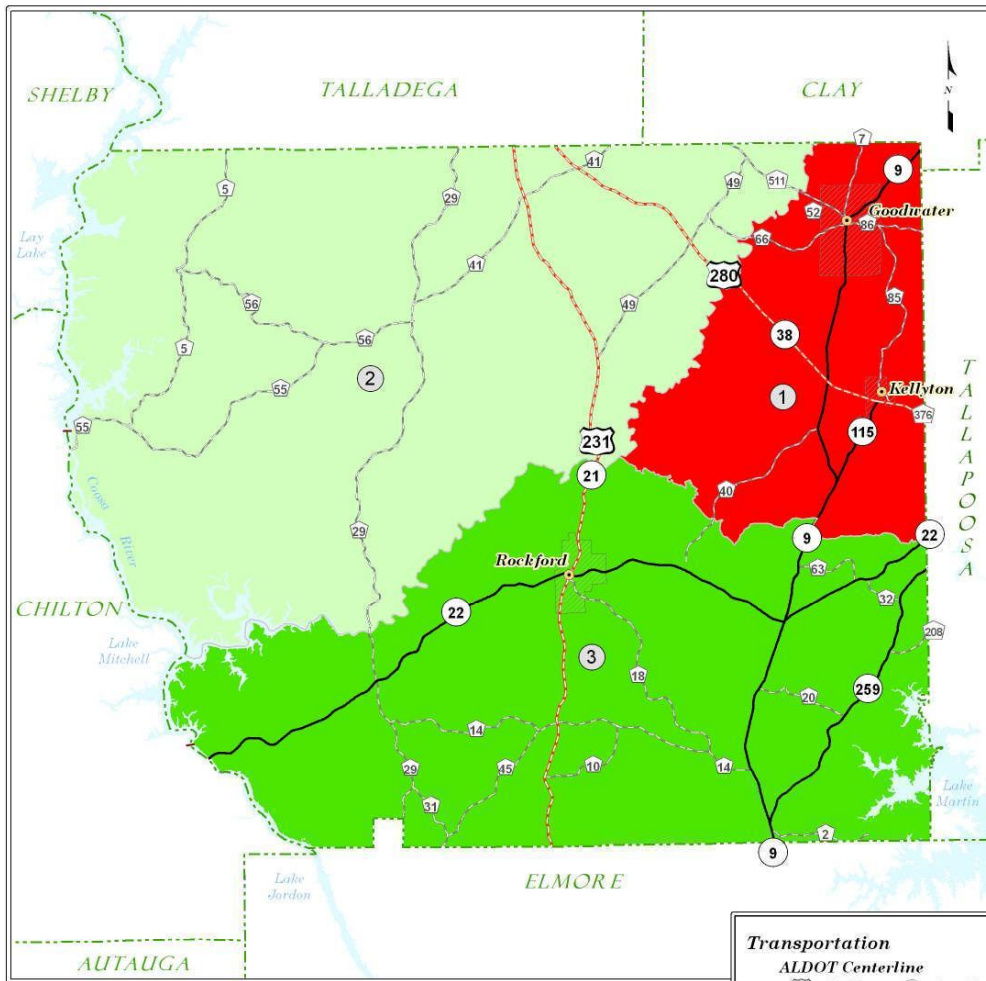 SHELBY
TALLADEGA
CLAY
N
7
41
9
5
49
511
29
52
Goodwater
86
66
Lay
Lake
41
280
85
56
49
38
56
5
2
55
1
Kellyton
TALLAPOOSA
376
55
115
231
21
40
Coosa
River
29
9
22
Rockford
63
32
CHILTON
22
Lake
Mitchell
208
3
18
259
20
14
29
45
10
14
31
Lake
Martin
2
9
Lake
Jordon
ELMORE
AUTAUGA
Transportation
ALDOT Centerline